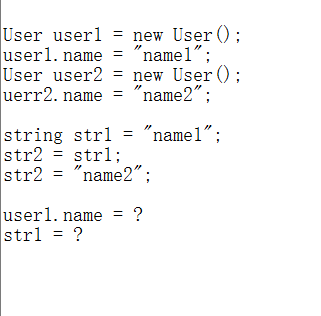 User user1 = new User();
user1.name = "name1";
User user2 = new User();
uerr2.name = "name2";
string str1 = "name1";
str2 = str1;
str2 = "name2";
user1.name = ?
str1 = ?